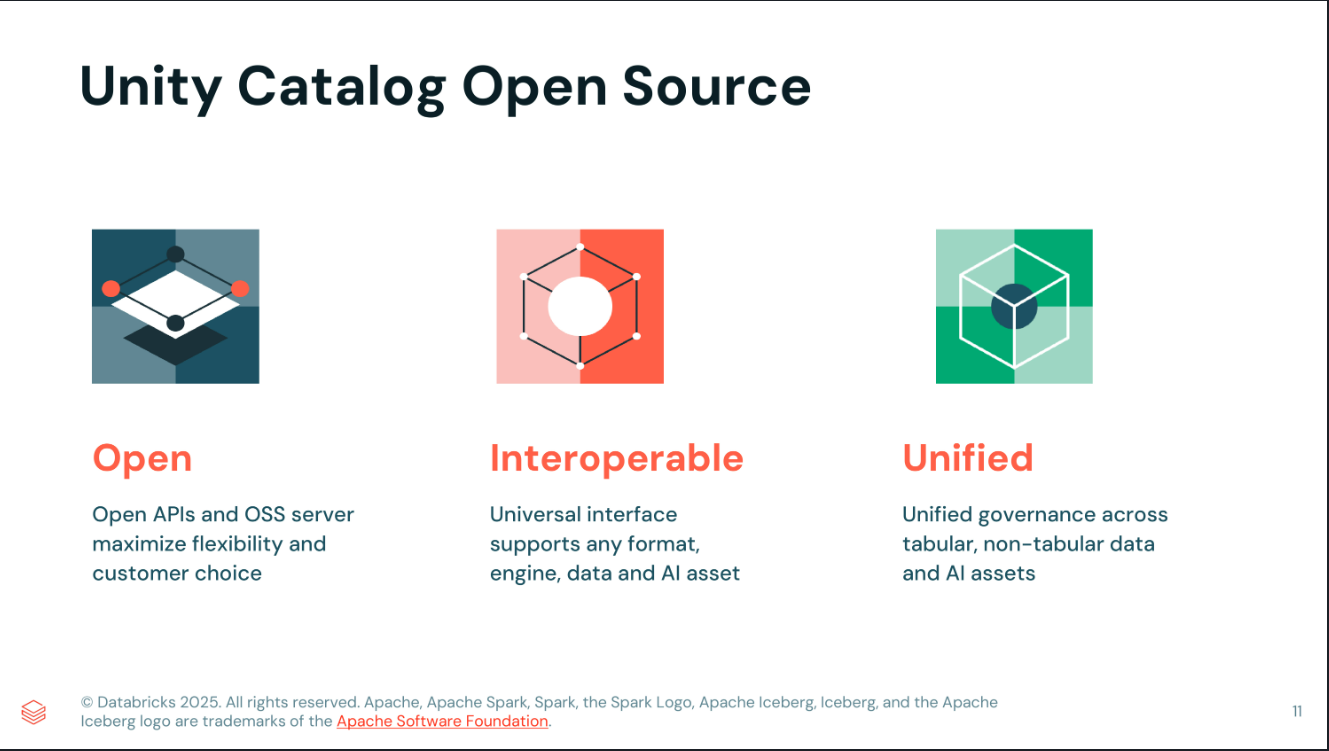 Unity Catalog Open Source
Open
Open APIs and OSS server
maximize flexibility and
customer choice
Interoperable
Universal interface
supports any format,
engine, data and AI asset
Unified
Unified governance across
tabular, non-tabular data
and AI assets
© Databricks 2025. All rights reserved. Apache, Apache Spark, Spark, the Spark Logo, Apache Iceberg, Iceberg, and the Apache
Iceberg logo are trademarks of the Apache Software Foundation.
11